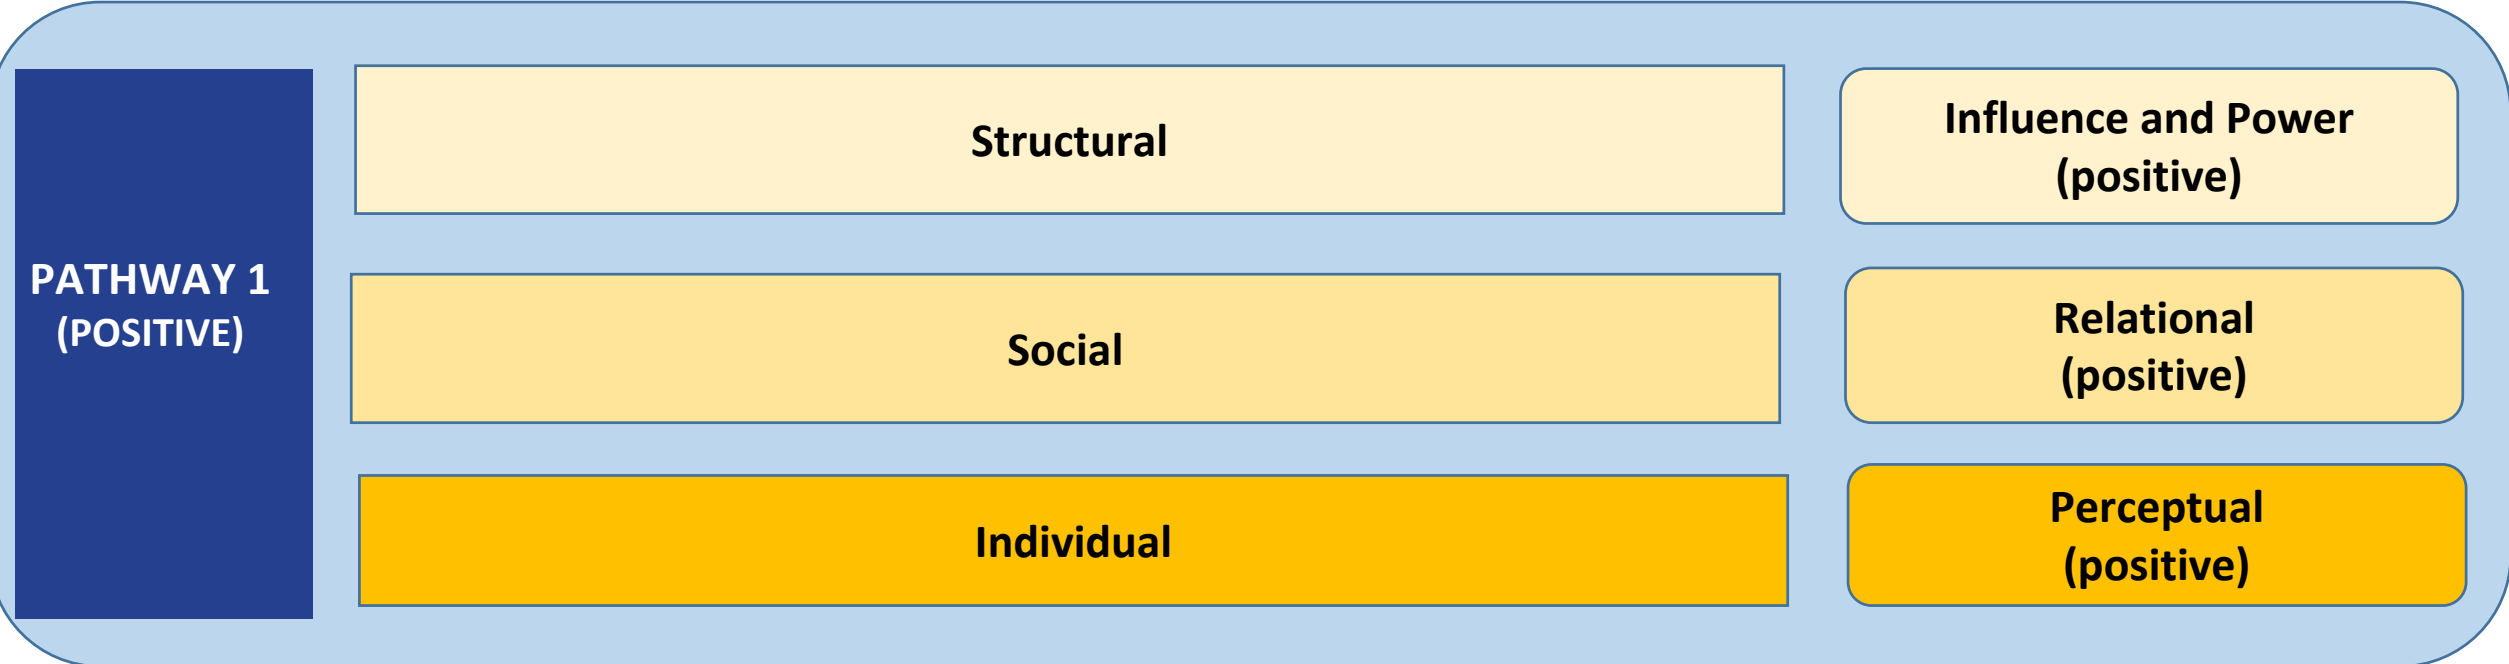 PATHWAY 1
(POSITIVE)
Structural
Influence and Power
(positive)
Social
Relational
(positive)
Individual
Perceptual
(positive)